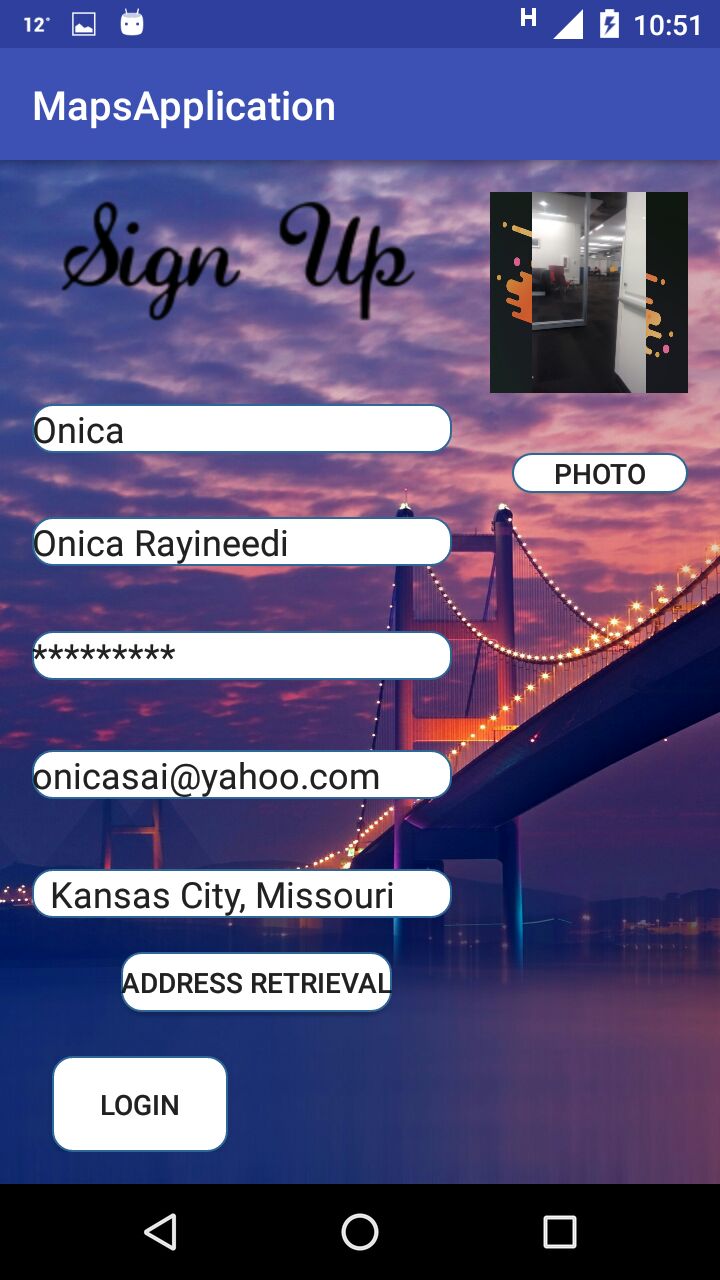 12° H 10:51
MapsApplication
Sign Up
Onica
PHOTO
Onica Rayineedi
*********
onicasai@yahoo.com
Kansas City, Missouri
ADDRESS RETRIEVAL
LOGIN